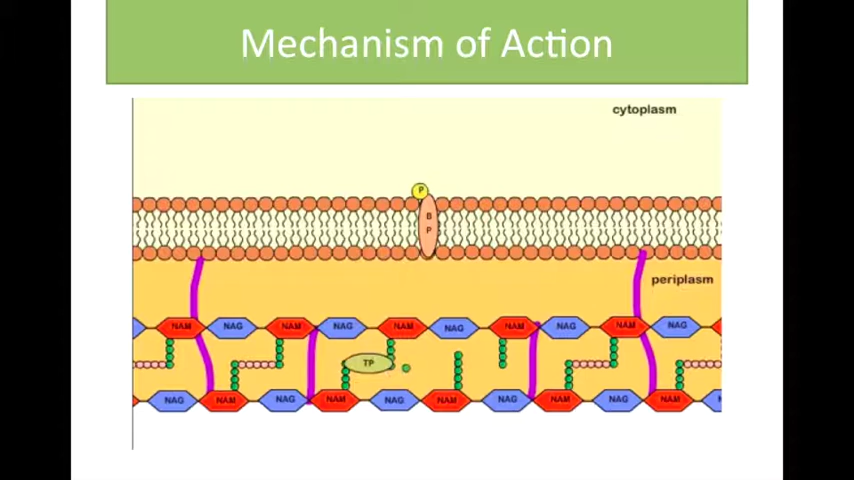 Mechanism of Action
cytoplasm
P
B
P
periplasm
NAM NAG NAM NAG NAM NAG NAM NAG NAM NAG
TP
NAG NAM NAG NAM NAG NAM NAG NAM NAG NAM N